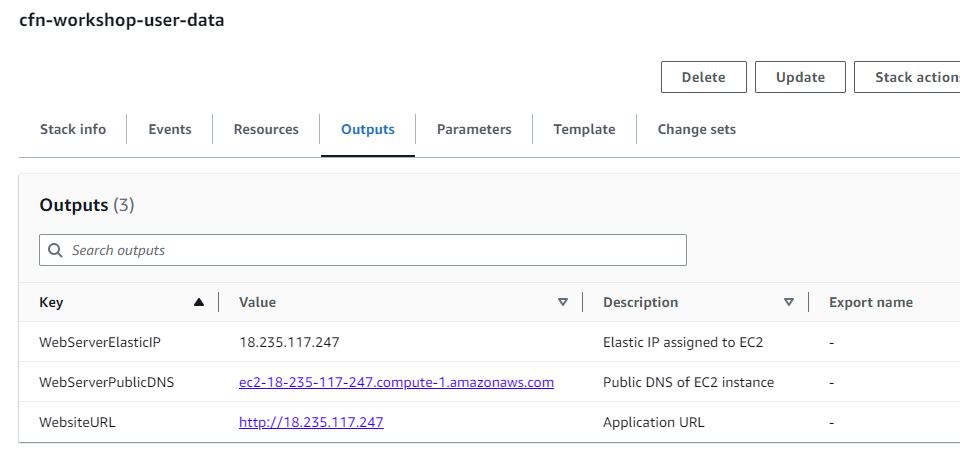 cfn-workshop-user-data
Delete Update Stack action
Stack info Events Resources Outputs Parameters Template Change sets
Outputs (3)
Search outputs
Key Value Description Export name
WebServerElasticIP 18.235.117.247 Elastic IP assigned to EC2 -
WebServerPublicDNS ec2-18-235-117-247.compute-1.amazonaws.com Public DNS of EC2 instance -
WebsiteURL http://18.235.117.247 Application URL -